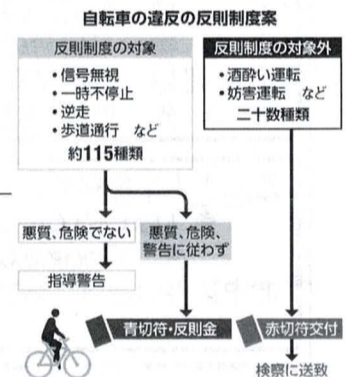 自転車の違反の反則制度案
反則制度の対象
・信号無視
・一時不停止
・逆走
・歩道通行 など
約115種類
反則制度の対象外
・酒酔い運転
・妨害運転 など
二十数種類
悪質、危険でない
指導警告
悪質、危険、
警告に従わず
青切符・反則金
赤切符交付
検察に送致